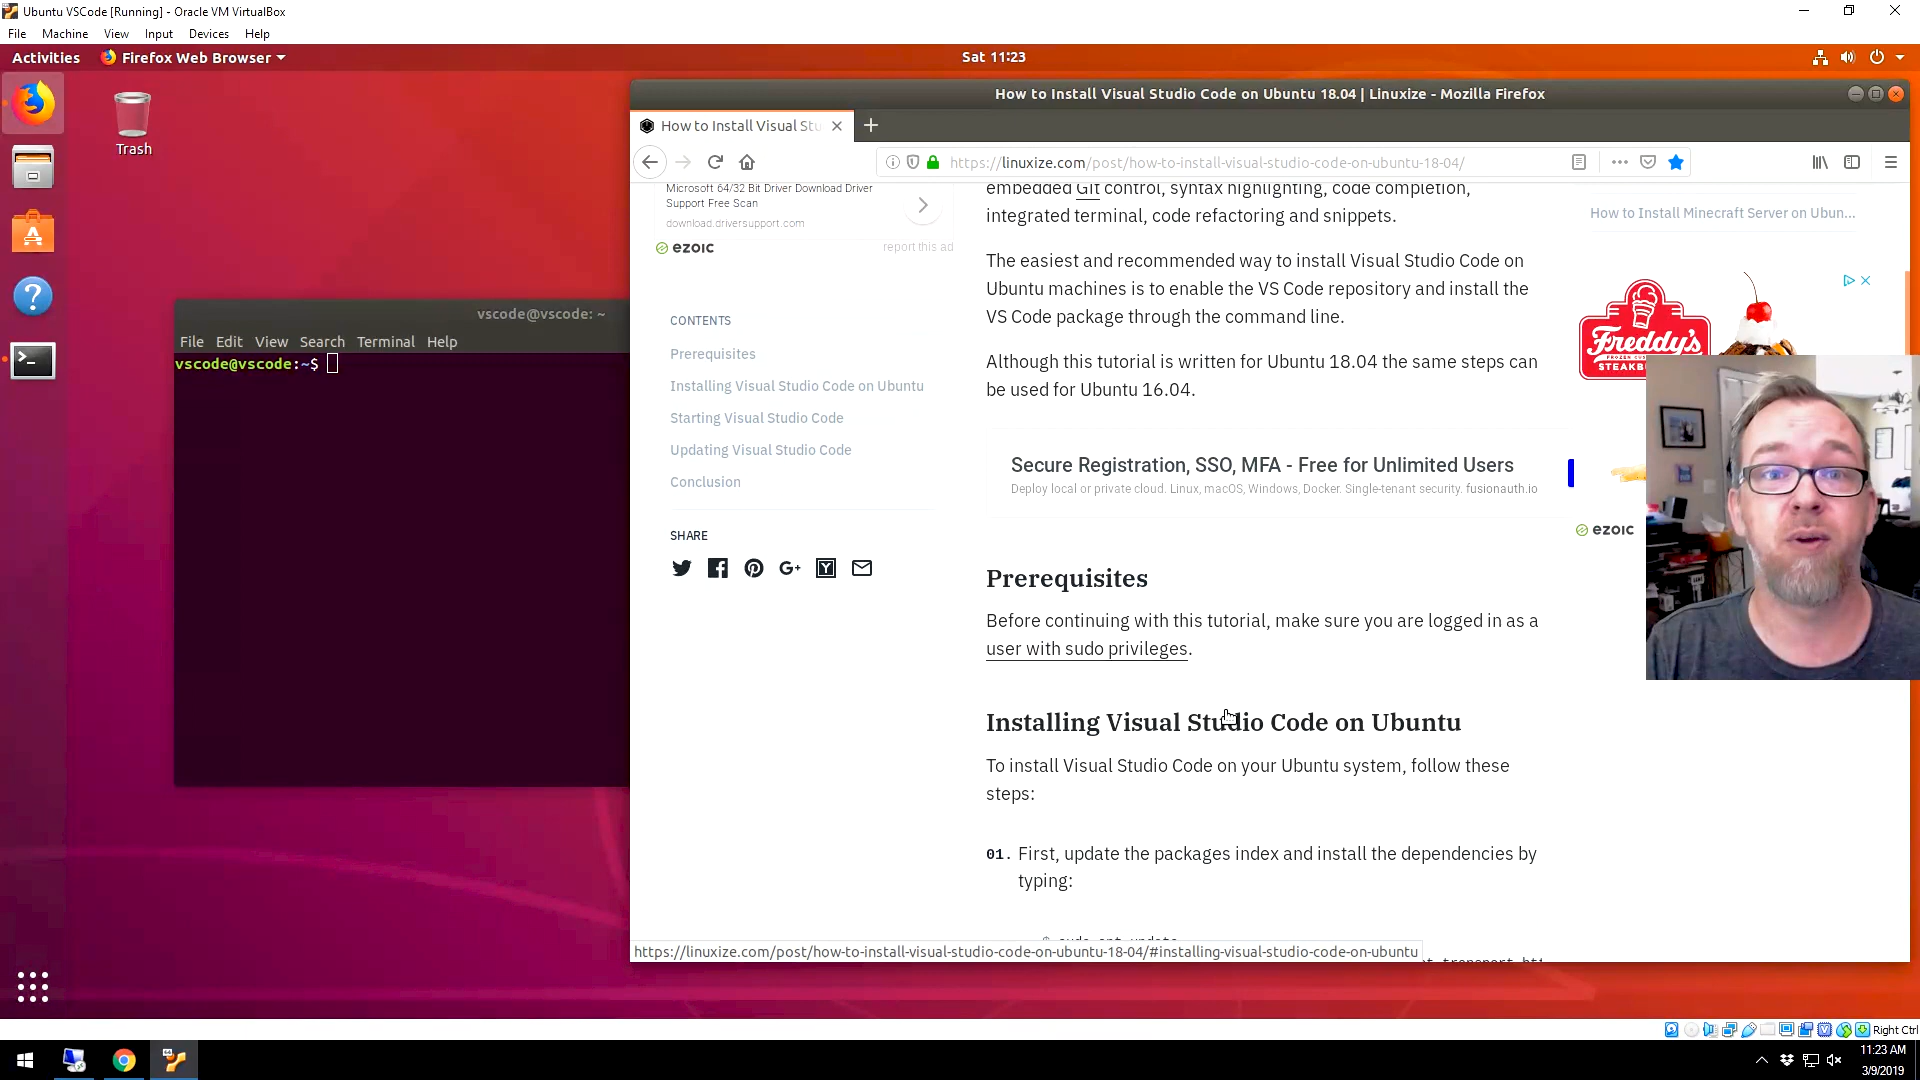 Ubuntu VSCode [Running] - Oracle VM VirtualBox
File Machine View Input Devices Help
Activities Firefox Web Browser Sat 11:23
Trash
How to Install Visual Studio Code on Ubuntu 18.04 | Linuxize - Mozilla Firefox
How to Install Visual Stu
https://linuxize.com/post/how-to-install-visual-studio-code-on-ubuntu-18-04/
vscode@vscode: ~
File Edit View Search Terminal Help
vscode@vscode:~$
Microsoft 64/32 Bit Driver Download Driver
Support Free Scan
download.driversupport.com
ezoic report this ad
CONTENTS
Prerequisites
Installing Visual Studio Code on Ubuntu
Starting Visual Studio Code
Updating Visual Studio Code
Conclusion
SHARE
embedded Git control, syntax highlighting, code completion,
integrated terminal, code refactoring and snippets.
The easiest and recommended way to install Visual Studio Code on
Ubuntu machines is to enable the VS Code repository and install the
VS Code package through the command line.
Although this tutorial is written for Ubuntu 18.04 the same steps can
be used for Ubuntu 16.04.
Secure Registration, SSO, MFA - Free for Unlimited Users
Deploy local or private cloud. Linux, macOS, Windows, Docker. Single-tenant security. fusionauth.io
Prerequisites
Before continuing with this tutorial, make sure you are logged in as a
user with sudo privileges.
Installing Visual Studio Code on Ubuntu
To install Visual Studio Code on your Ubuntu system, follow these
steps:
01. First, update the packages index and install the dependencies by
typing:
$ sudo apt update
https://linuxize.com/post/how-to-install-visual-studio-code-on-ubuntu-18-04/#installing-visual-studio-code-on-ubuntu
How to Install Minecraft Server on Ubun...
Freddy's
FROZEN CUSTARD
STEAKB
ezoic
Right Ctrl
11:23 AM
3/9/2019